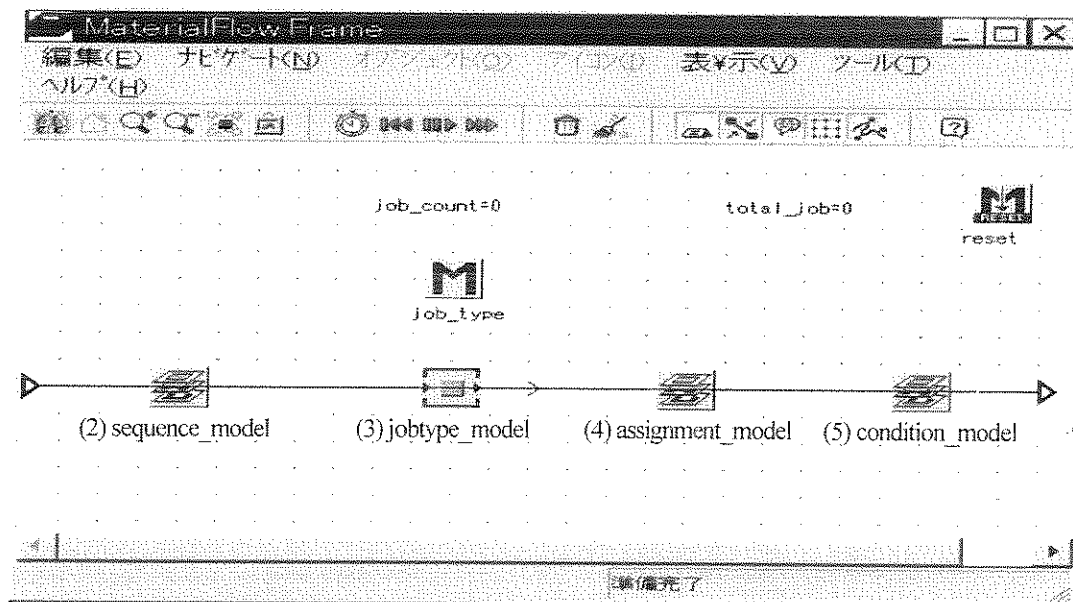 MaterialFlow Frame
編集(E) ナビゲート(N) オブジェクト(O) アイコン(I) 表¥示(V) ツール(T)
ヘルプ(H)
job_count=0 total_job=0
RESET
reset
job_type
(2) sequence_model (3) jobtype_model (4) assignment_model (5) condition_model
準備完了